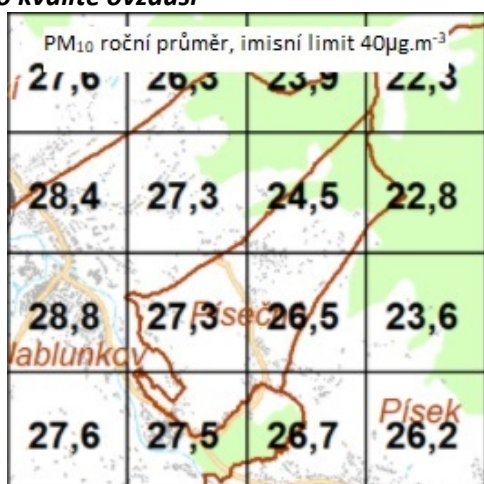 o kvalitě ovzduší
PM₁₀ roční průměr, imisní limit 40µg.m⁻³
27,6 26,3 23,9 22,3
28,4 27,3 24,5 22,8
28,8 27,3 26,5 23,6
Jablunkov
27,6 27,5 26,7 26,2
Písek